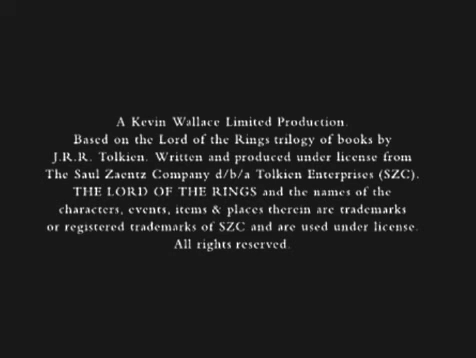 A Kevin Wallace Limited Production.
Based on the Lord of the Rings trilogy of books by
J.R.R. Tolkien. Written and produced under license from
The Saul Zaentz Company d/b/a Tolkien Enterprises (SZC).
THE LORD OF THE RINGS and the names of the
characters, events, items & places therein are trademarks
or registered trademarks of SZC and are used under license.
All rights reserved.